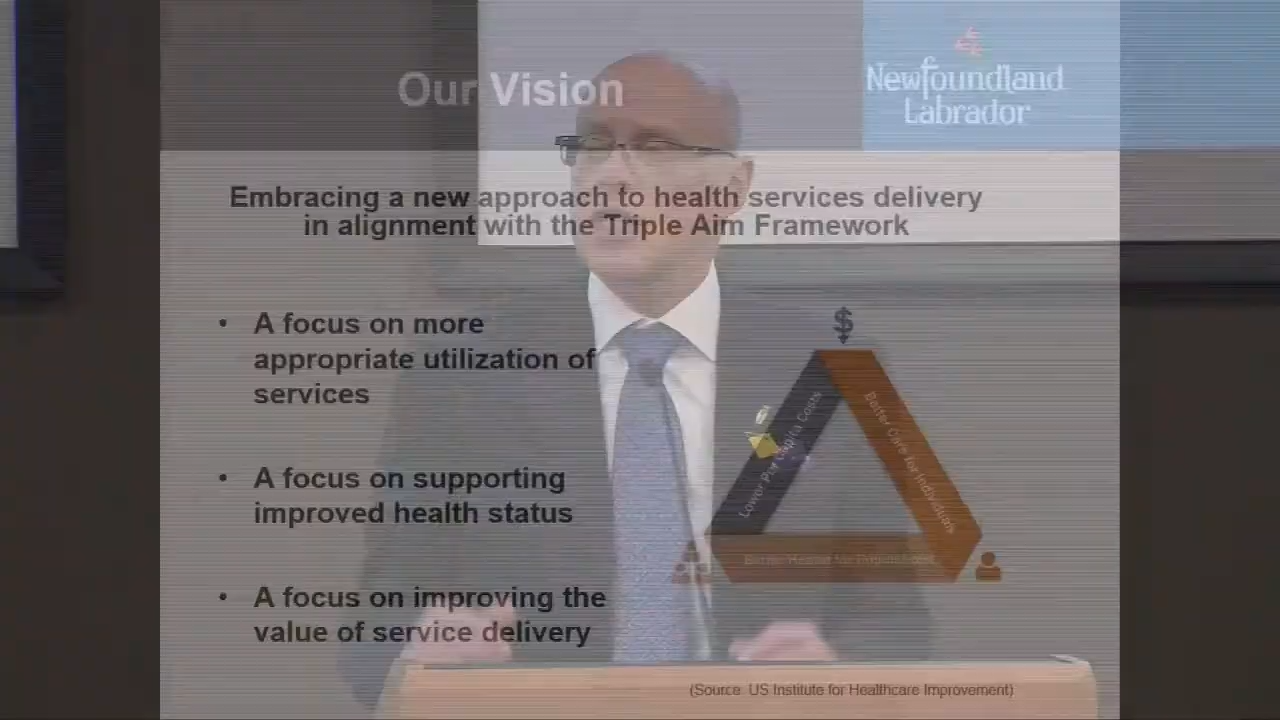 Our Vision
Newfoundland
Labrador
Embracing a new approach to health services delivery
in alignment with the Triple Aim Framework
• A focus on more
appropriate utilization of
services
• A focus on supporting
improved health status
• A focus on improving the
value of service delivery
$
Lower Per Capita Costs
Better Care for Individuals
Better Health for Populations
(Source: US Institute for Healthcare Improvement)